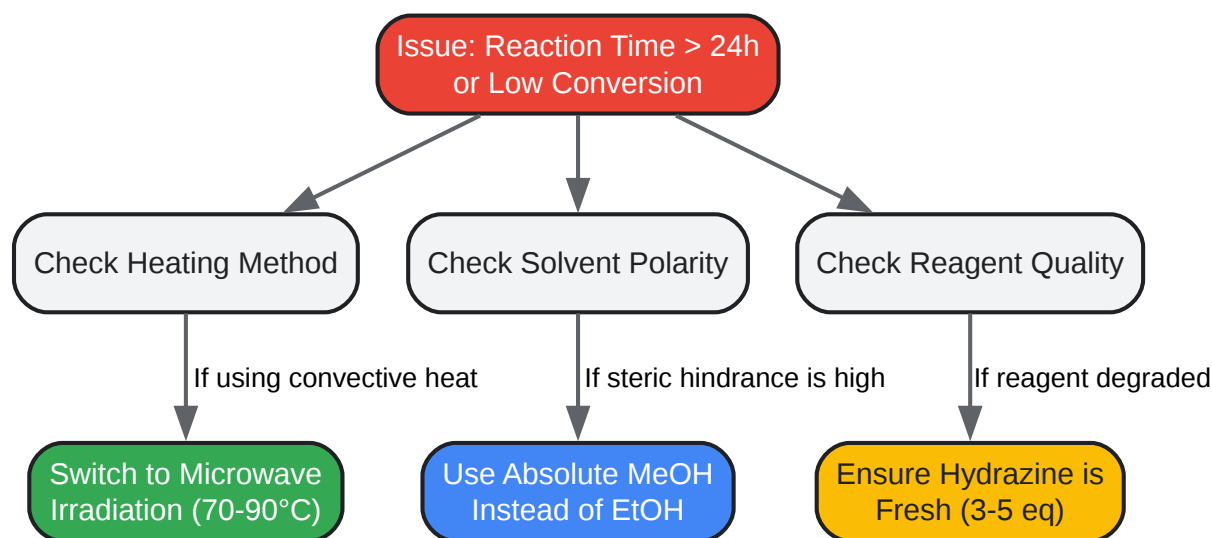 Issue: Reaction Time > 24h
or Low Conversion
Check Heating Method
Check Solvent Polarity
Check Reagent Quality
If using convective heat
If steric hindrance is high
If reagent degraded
Switch to Microwave
Irradiation (70-90°C)
Use Absolute MeOH
Instead of EtOH
Ensure Hydrazine is
Fresh (3-5 eq)